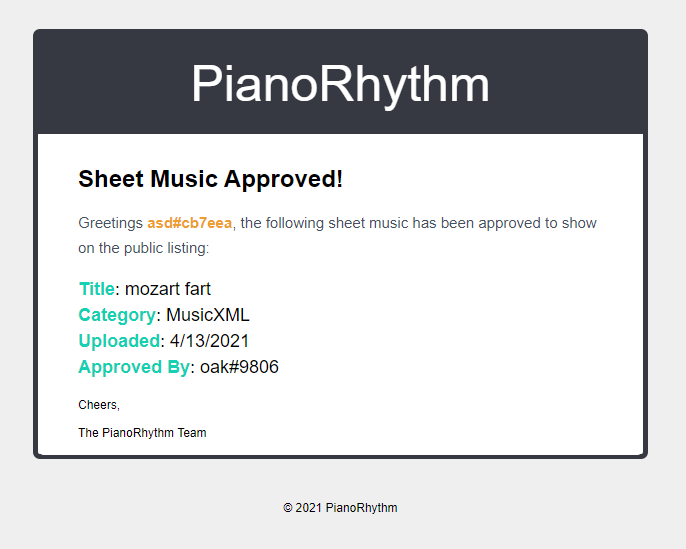 PianoRhythm
Sheet Music Approved!
Greetings asd#cb7eea, the following sheet music has been approved to show
on the public listing:
Title: mozart fart
Category: MusicXML
Uploaded: 4/13/2021
Approved By: oak#9806
Cheers,
The PianoRhythm Team
© 2021 PianoRhythm